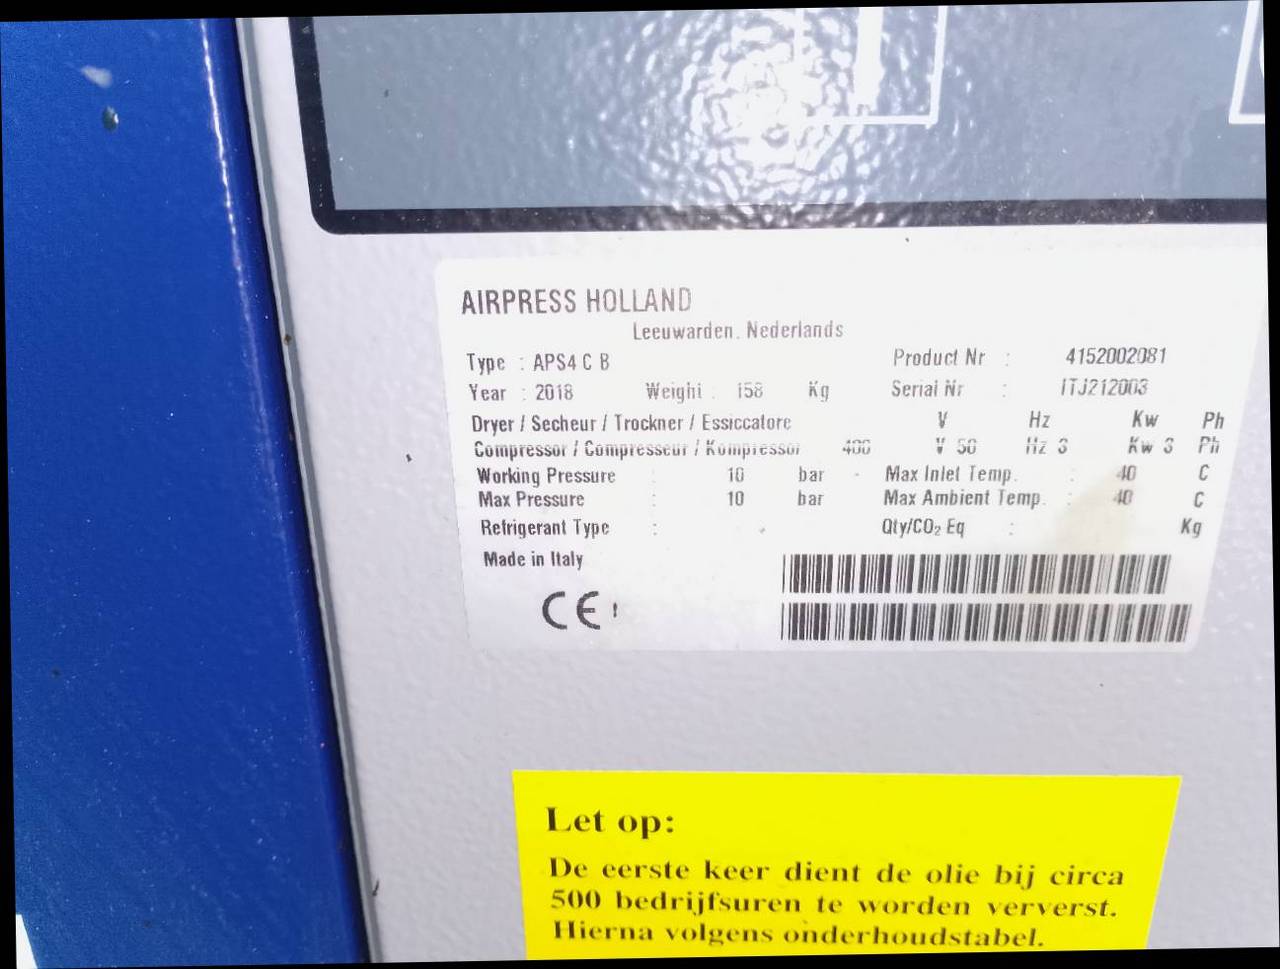 AIRPRESS HOLLAND
Leeuwarden. Nederlands
Type : APS4 C B Product Nr : 4152002081
Year : 2018 Weight : 158 Kg Serial Nr : ITJ212003
Dryer / Secheur / Trockner / Essiccatore V Hz Kw Ph
Compressor / Compresseur / Kompressor 400 V 50 Hz 3 Kw 3 Ph
Working Pressure : 10 bar - Max Inlet Temp. : 40 C
Max Pressure : 10 bar Max Ambient Temp. : 40 C
Refrigerant Type : Qty/CO₂ Eq : Kg
Made in Italy
CE
Let op:
De eerste keer dient de olie bij circa
500 bedrijfsuren te worden ververst.
Hierna volgens onderhoudstabel.